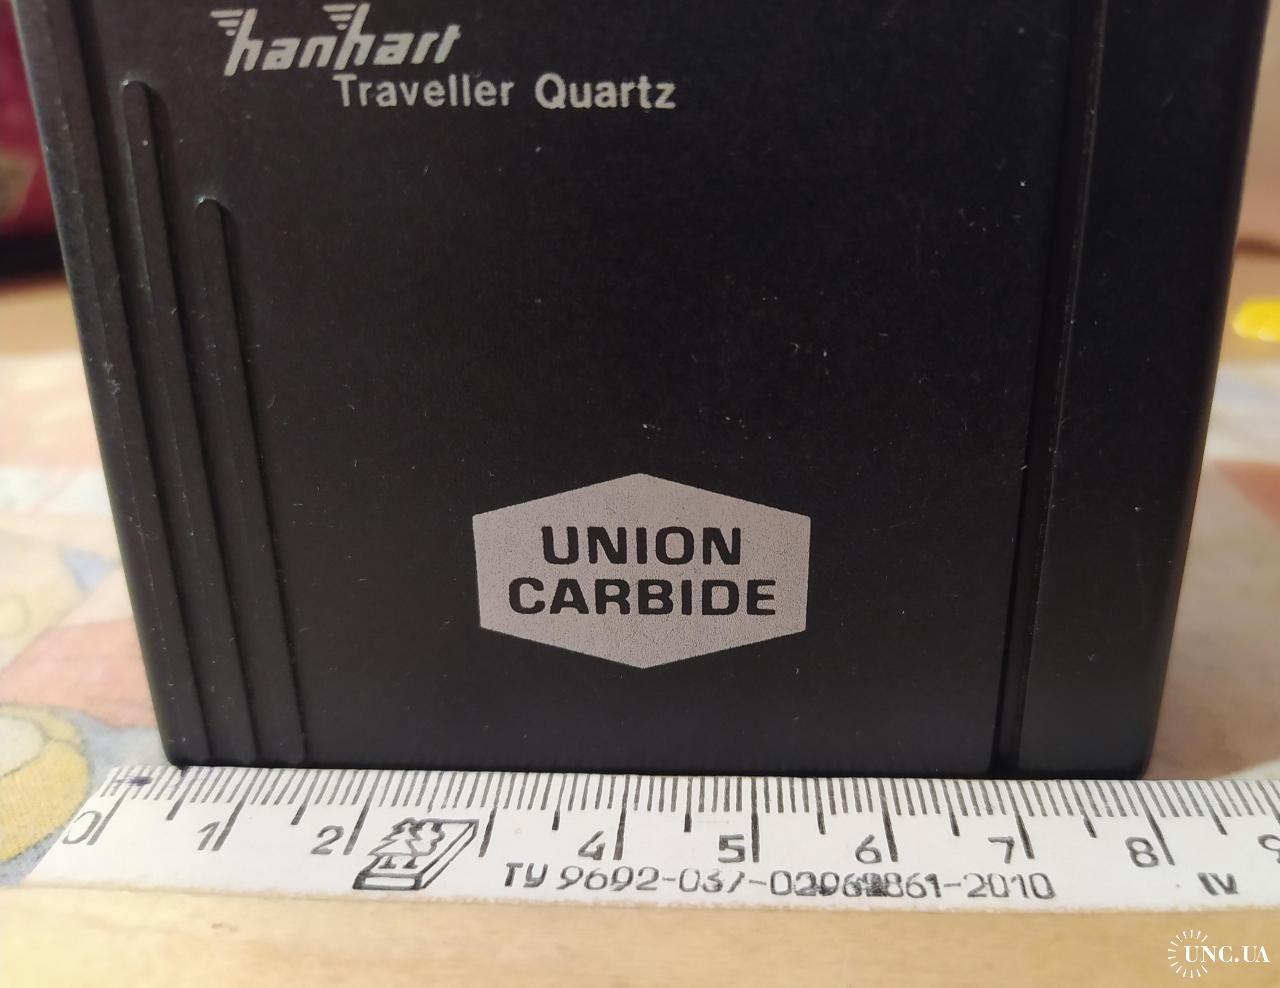 hanhart
Traveller Quartz
UNION
CARBIDE
0 1 2 4 5 6 7 8 9
ТУ 9692-037-02962861-2010
IV
UNC.UA